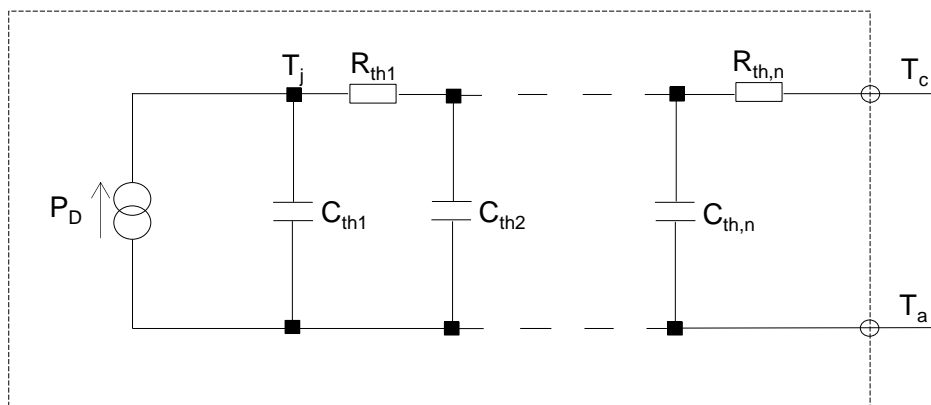 T_j
R_th1
R_th,n
T_c
P_D
C_th1
C_th2
C_th,n
T_a